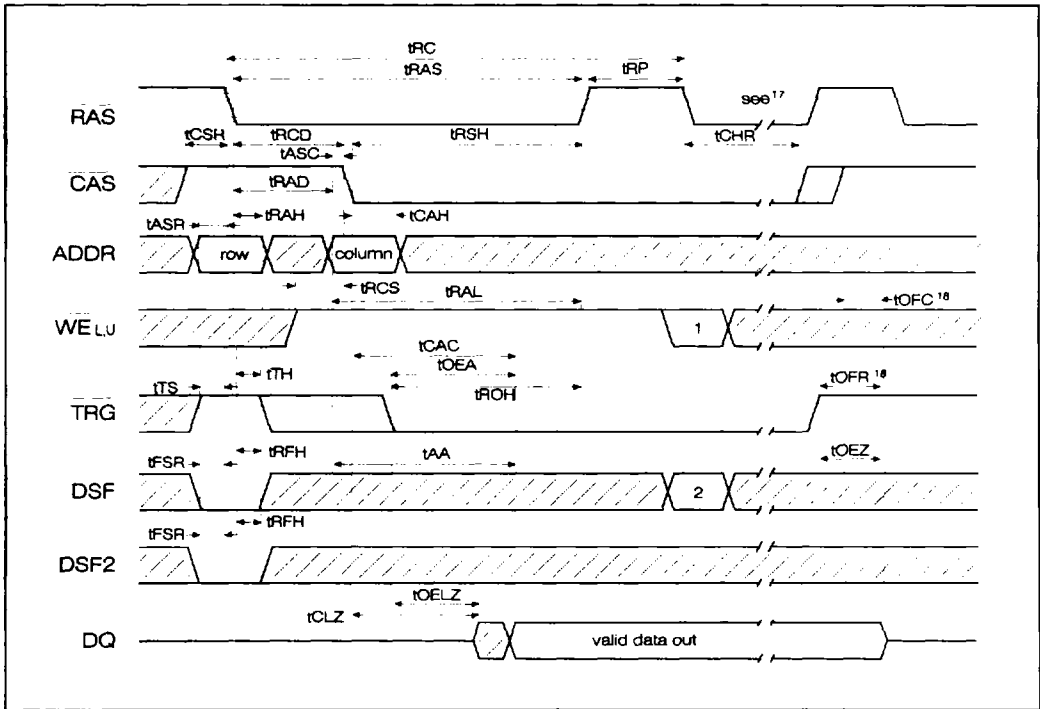 tRC
tRAS
tRP
RAS
see 17
tCSH
tRCD
tRSH
tCHR
tASC
CAS
tRAD
tASR
tRAH
tCAH
ADDR
row
column
tRCS
tRAL
tOFC 18
WE L,U
1
tCAC
tOEA
tTS
tTH
tROH
tOFR 18
TRG
tRFH
tOEZ
tFSR
tAA
DSF
2
tFSR
tRFH
DSF2
tOELZ
tCLZ
DQ
valid data out